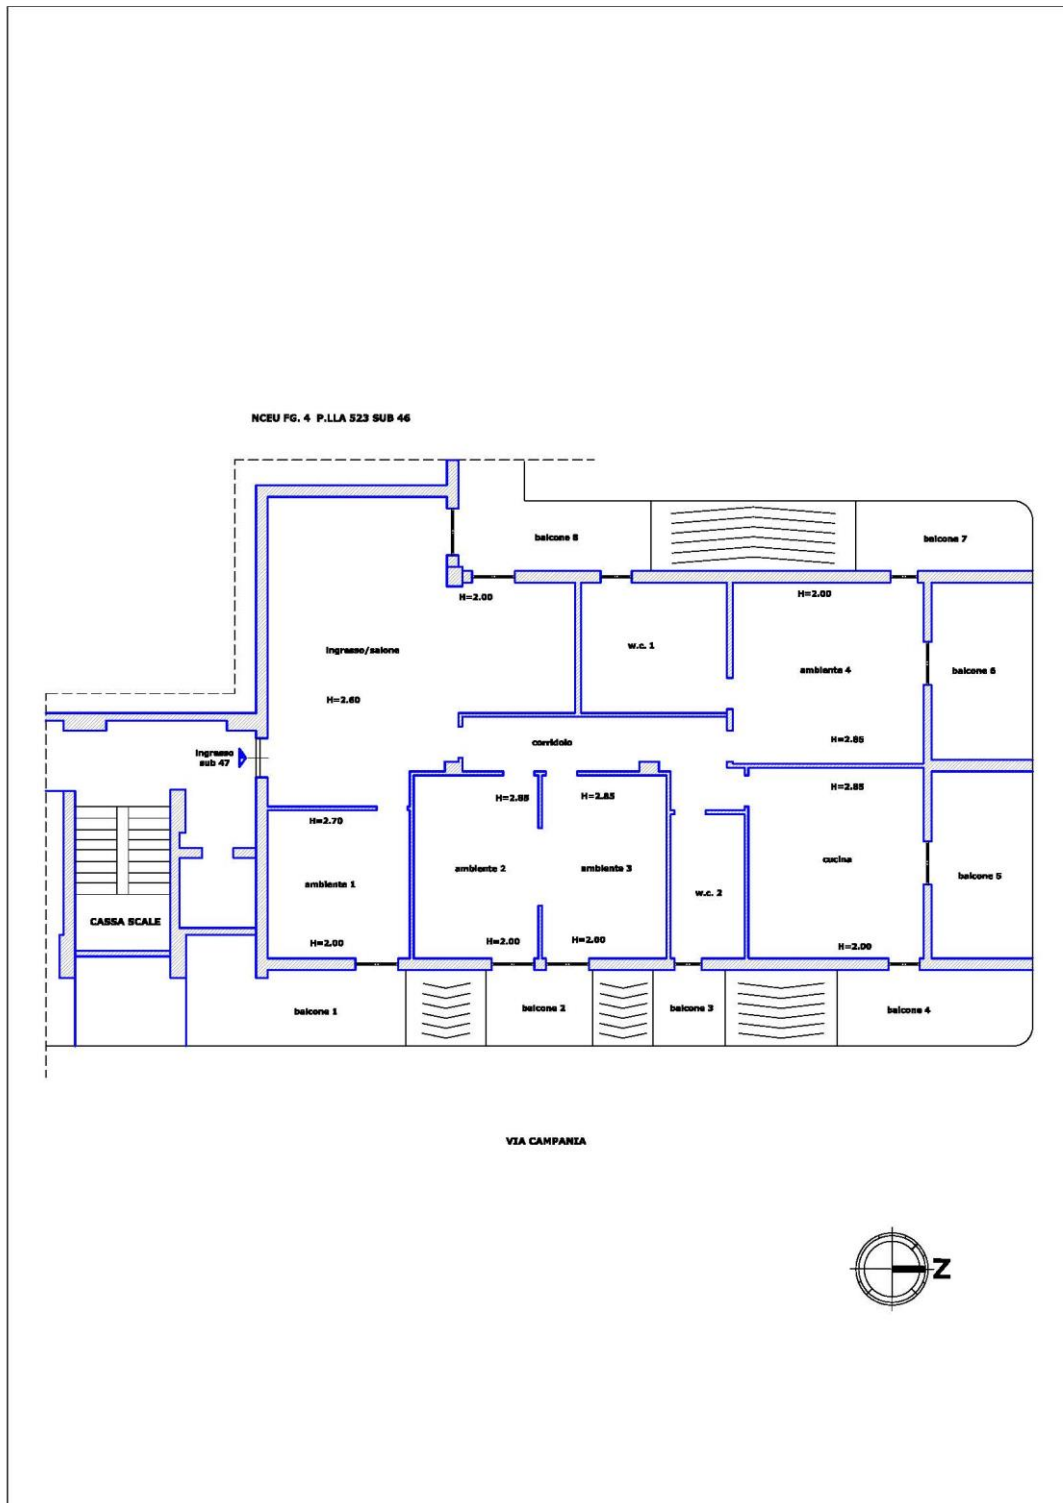 NCEU FG. 4 P.LLA 523 SUB 46
balcone 8
balcone 7
H=2.00
H=2.00
ingresso/salone
w.c. 1
ambiente 4
balcone 6
H=2.60
corridoio
H=2.85
ingresso
sub 47
H=2.85
H=2.85
H=2.85
H=2.70
ambiente 1
ambiente 2
ambiente 3
w.c. 2
cucina
balcone 5
CASSA SCALE
H=2.00
H=2.00
H=2.00
H=2.00
balcone 1
balcone 2
balcone 3
balcone 4
VIA CAMPANIA
N